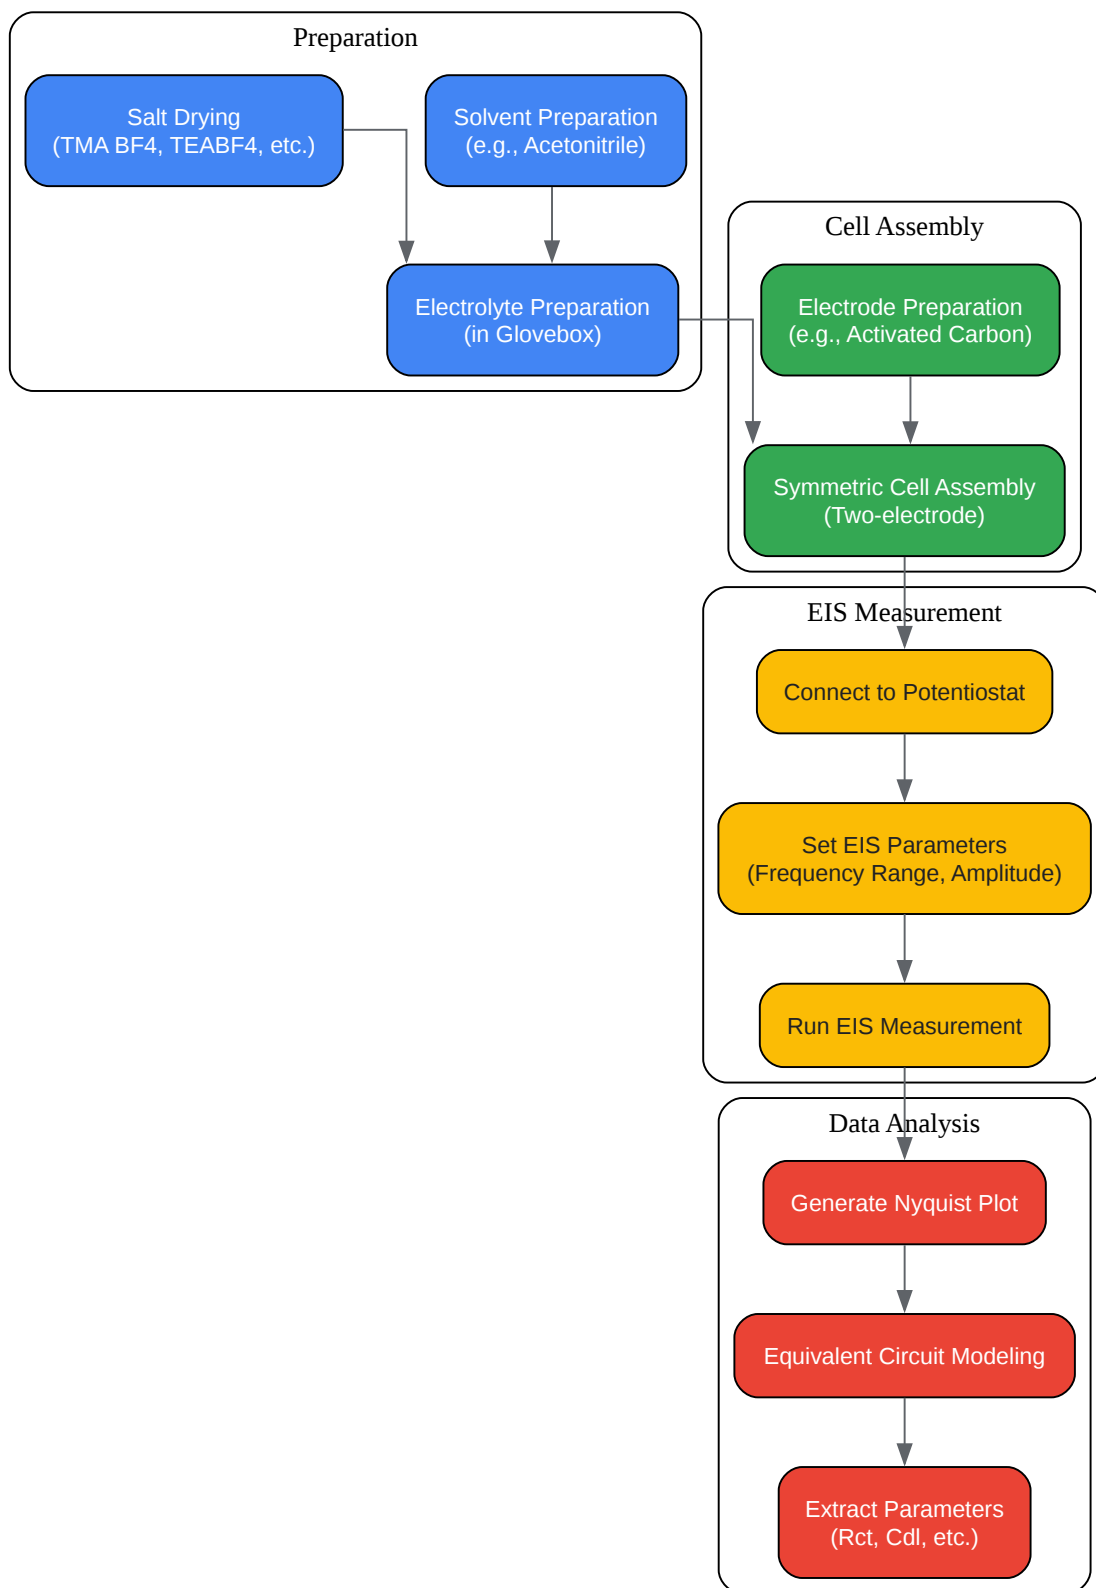 Preparation
Salt Drying
(TMA BF4, TEABF4, etc.)
Solvent Preparation
(e.g., Acetonitrile)
Electrolyte Preparation
(in Glovebox)
Cell Assembly
Electrode Preparation
(e.g., Activated Carbon)
Symmetric Cell Assembly
(Two-electrode)
EIS Measurement
Connect to Potentiostat
Set EIS Parameters
(Frequency Range, Amplitude)
Run EIS Measurement
Data Analysis
Generate Nyquist Plot
Equivalent Circuit Modeling
Extract Parameters
(Rct, Cdl, etc.)